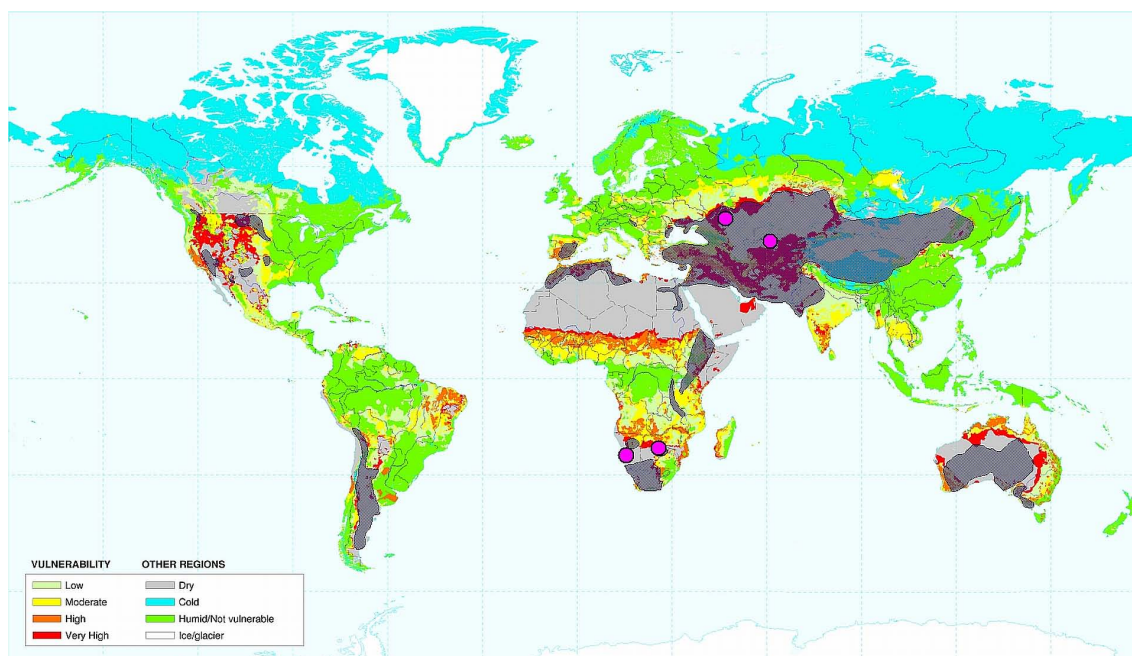 VULNERABILITY
OTHER REGIONS
Low
Dry
Moderate
Cold
High
Humid/Not vulnerable
Very High
Ice/glacier